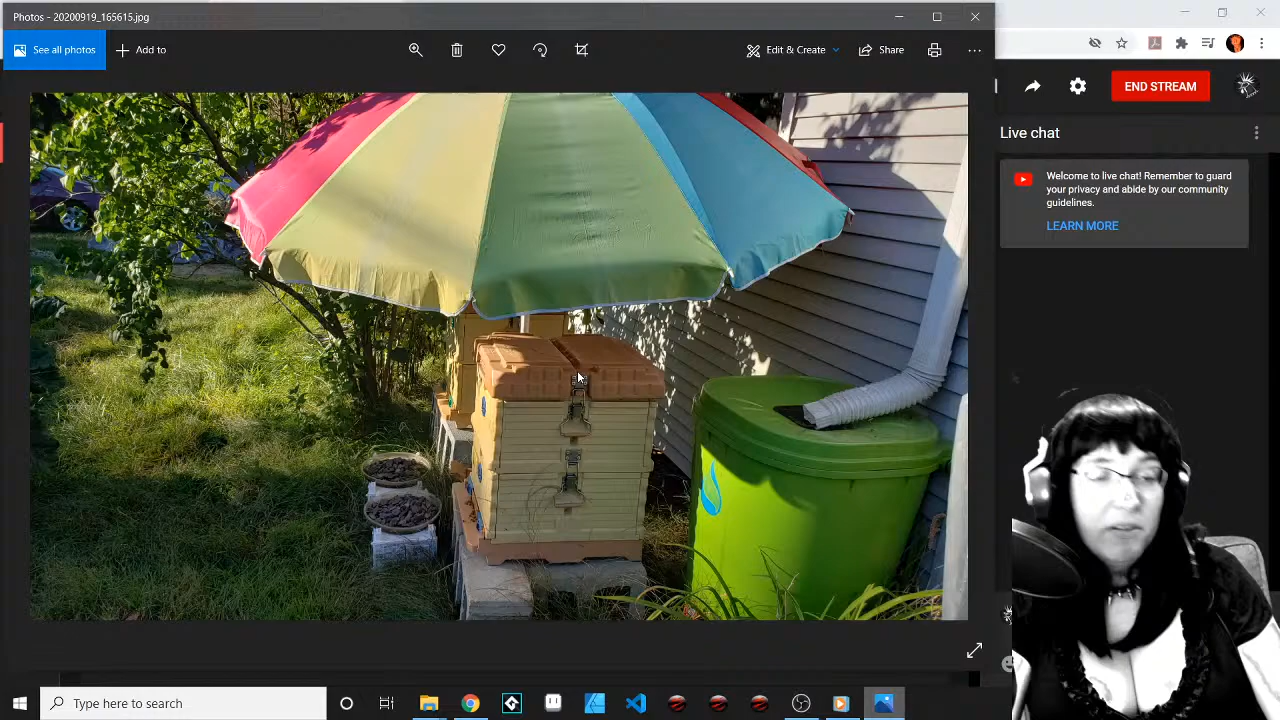 Photos - 20200919_165615.jpg
See all photos
Add to
Edit & Create
Share
END STREAM
Live chat
Welcome to live chat! Remember to guard
your privacy and abide by our community
guidelines.
LEARN MORE
Type here to search